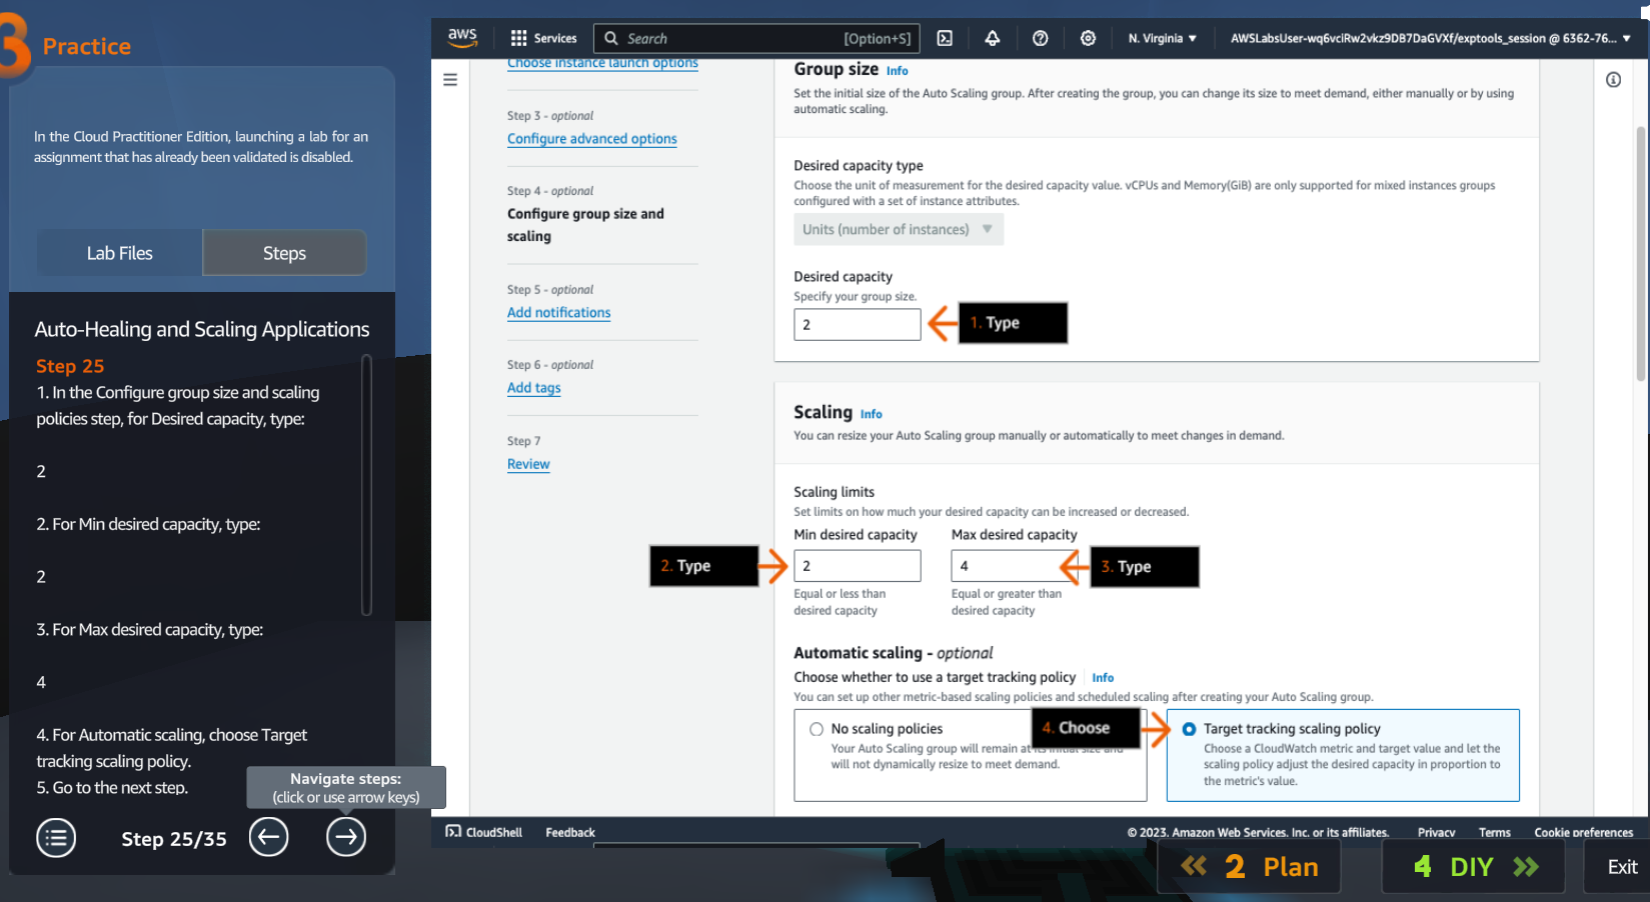 3 Practice
In the Cloud Practitioner Edition, launching a lab for an
assignment that has already been validated is disabled.
Lab Files
Steps
Auto-Healing and Scaling Applications
Step 25
1. In the Configure group size and scaling
policies step, for Desired capacity, type:
2
2. For Min desired capacity, type:
2
3. For Max desired capacity, type:
4
4. For Automatic scaling, choose Target
tracking scaling policy.
5. Go to the next step.
Navigate steps:
(click or use arrow keys)
Step 25/35
aws
Services
Search
[Option+S]
N. Virginia
AWSLabsUser-wq6vciRw2vkz9DB7DaGVXf/exptools_session @ 6362-76...
Choose instance launch options
Step 3 - optional
Configure advanced options
Step 4 - optional
Configure group size and
scaling
Step 5 - optional
Add notifications
Step 6 - optional
Add tags
Step 7
Review
Group size Info
Set the initial size of the Auto Scaling group. After creating the group, you can change its size to meet demand, either manually or by using
automatic scaling.
Desired capacity type
Choose the unit of measurement for the desired capacity value. vCPUs and Memory(GiB) are only supported for mixed instances groups
configured with a set of instance attributes.
Units (number of instances)
Desired capacity
Specify your group size.
2
1. Type
Scaling Info
You can resize your Auto Scaling group manually or automatically to meet changes in demand.
Scaling limits
Set limits on how much your desired capacity can be increased or decreased.
Min desired capacity
Max desired capacity
2. Type
2
4
3. Type
Equal or less than
desired capacity
Equal or greater than
desired capacity
Automatic scaling - optional
Choose whether to use a target tracking policy Info
You can set up other metric-based scaling policies and scheduled scaling after creating your Auto Scaling group.
No scaling policies
Your Auto Scaling group will remain at its initial size and
will not dynamically resize to meet demand.
4. Choose
Target tracking scaling policy
Choose a CloudWatch metric and target value and let the
scaling policy adjust the desired capacity in proportion to
the metric's value.
CloudShell
Feedback
© 2023, Amazon Web Services, Inc. or its affiliates.
Privacy
Terms
Cookie preferences
2 Plan
4 DIY
Exit